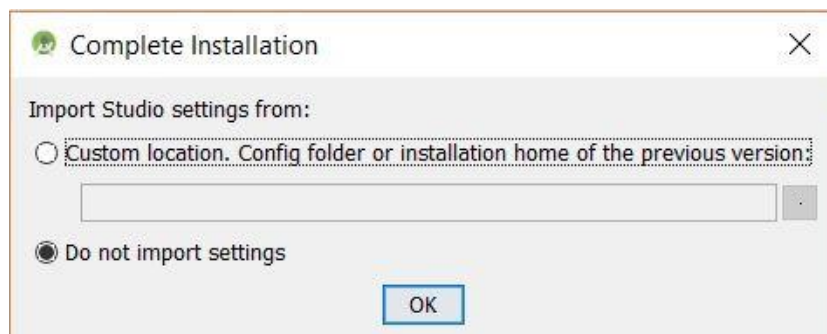 Complete Installation
Import Studio settings from:
Custom location. Config folder or installation home of the previous version:
Do not import settings
OK